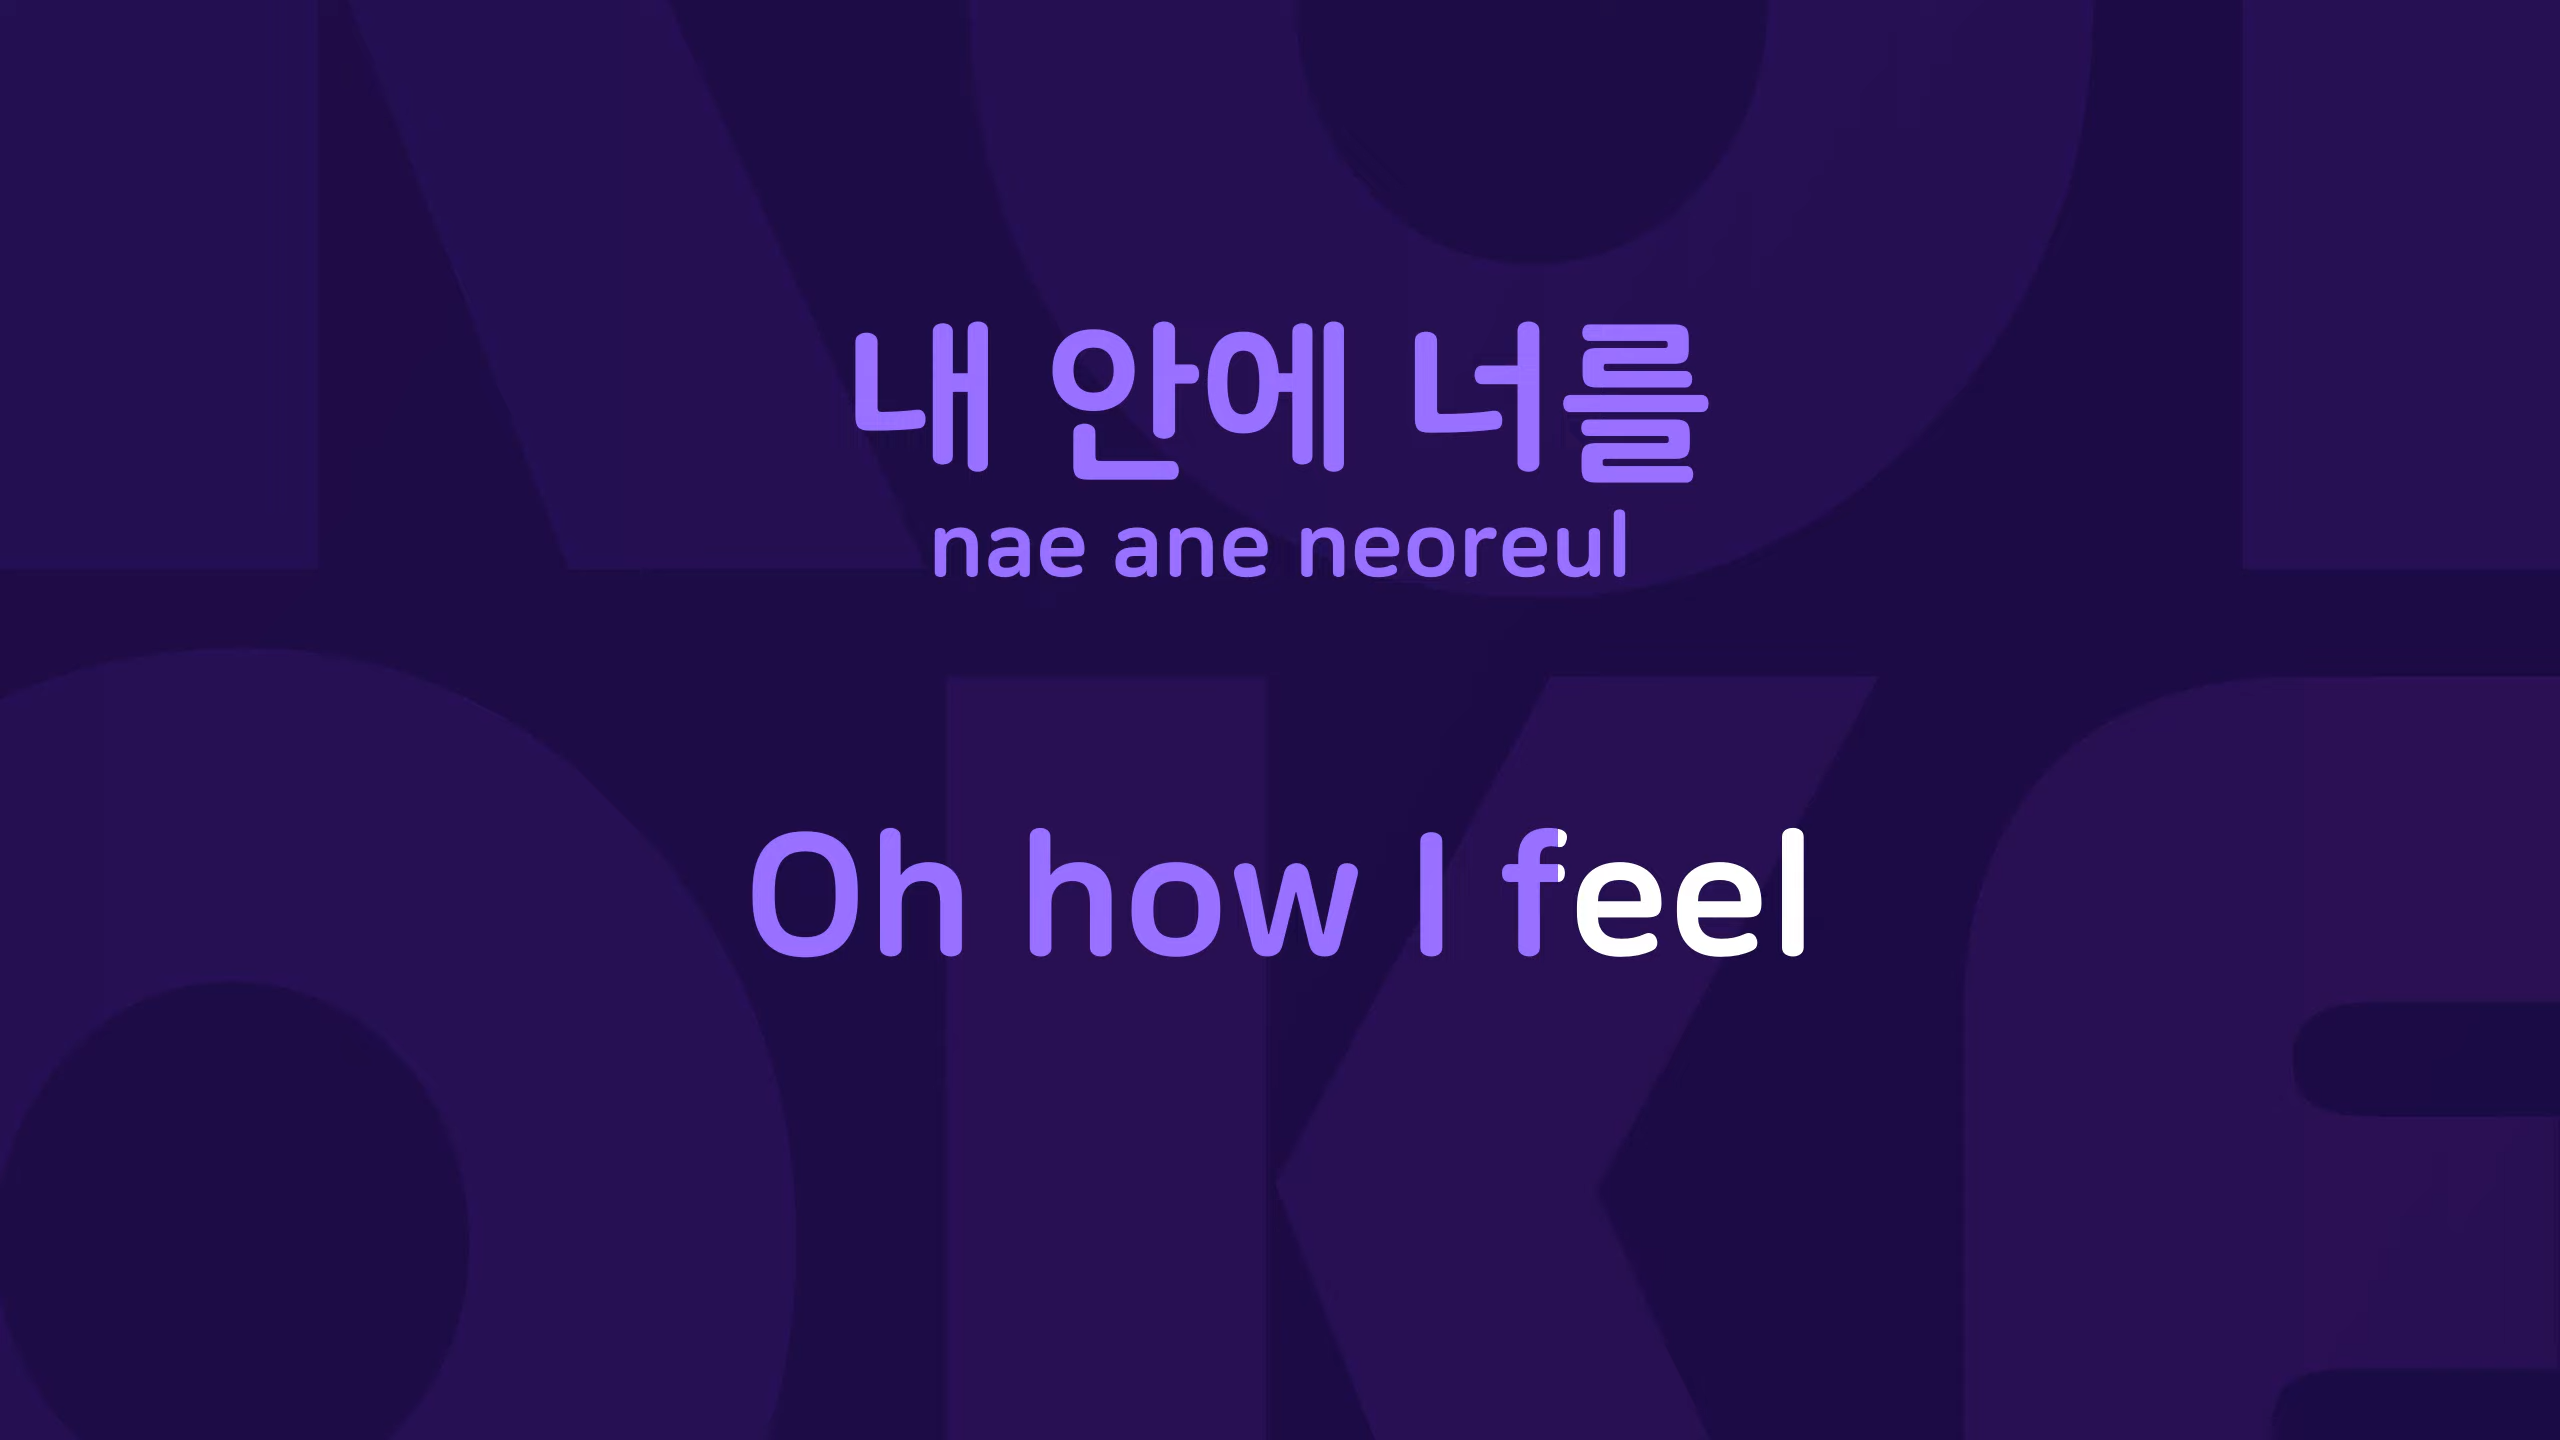 내 안에 너를
nae ane neoreul
Oh how I feel